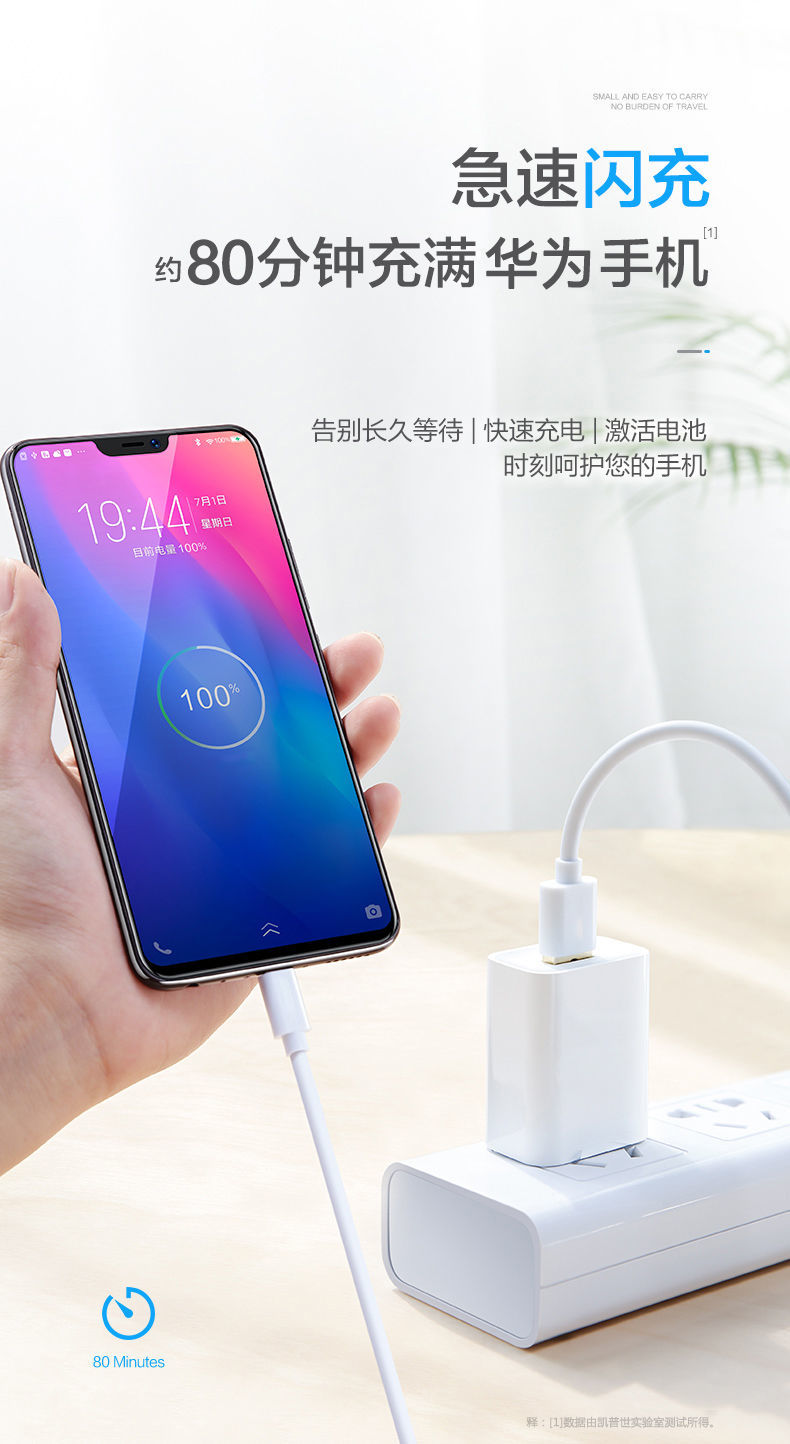 SMALL AND EASY TO CARRY
NO BURDEN OF TRAVEL
急速闪充
约80分钟充满华为手机[1]
告别长久等待|快速充电|激活电池
时刻呵护您的手机
100%
19:44
7月1日
星期日
目前电量100%
100%
80 Minutes
释：[1]数据由凯普世实验室测试所得。